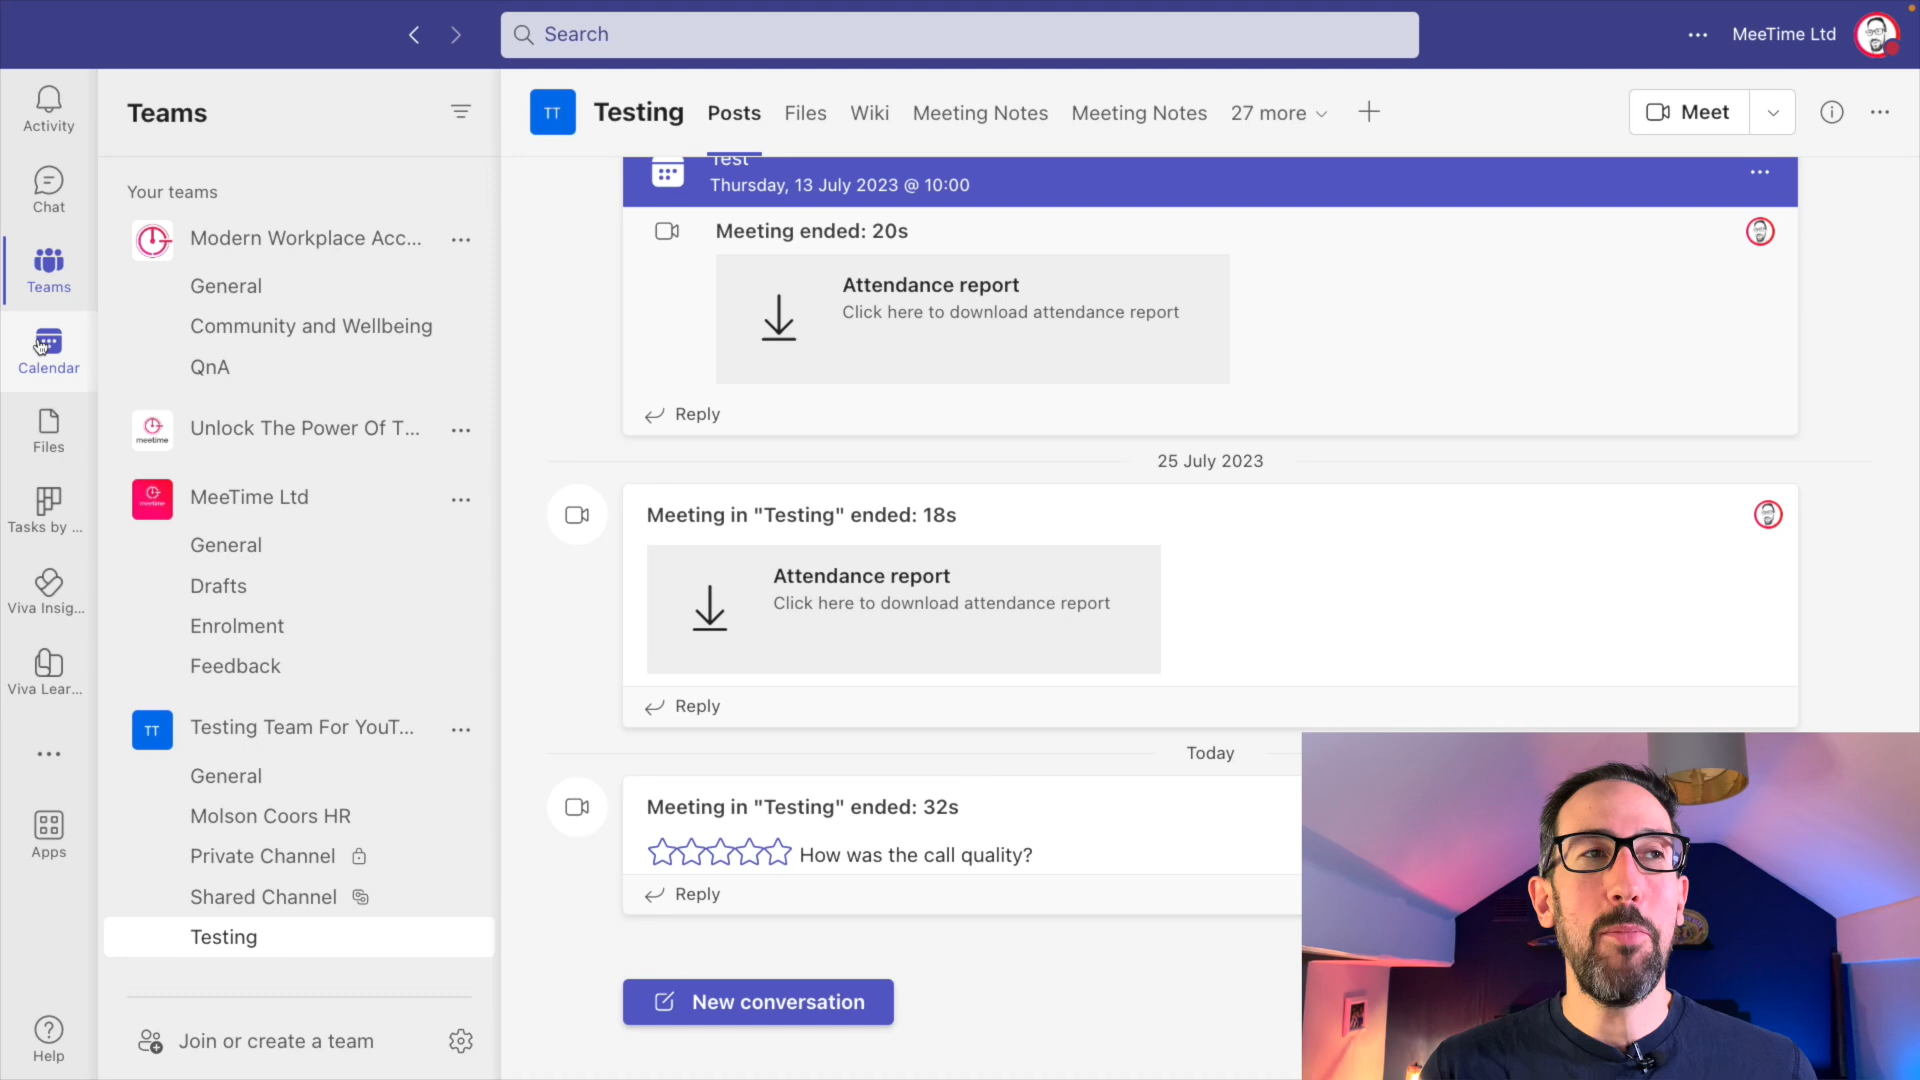 Search
MeeTime Ltd
Activity
Chat
Teams
Calendar
Files
Tasks by ...
Viva Insig...
Viva Lear...
Apps
Help
Teams
Your teams
Modern Workplace Acc...
General
Community and Wellbeing
QnA
meetime
Unlock The Power Of T...
meetime
MeeTime Ltd
General
Drafts
Enrolment
Feedback
TT
Testing Team For YouT...
General
Molson Coors HR
Private Channel
Shared Channel
Testing
Join or create a team
TT
Testing
Posts
Files
Wiki
Meeting Notes
Meeting Notes
27 more
Meet
Test
Thursday, 13 July 2023 @ 10:00
Meeting ended: 20s
Attendance report
Click here to download attendance report
Reply
25 July 2023
Meeting in "Testing" ended: 18s
Attendance report
Click here to download attendance report
Reply
Today
Meeting in "Testing" ended: 32s
How was the call quality?
Reply
New conversation